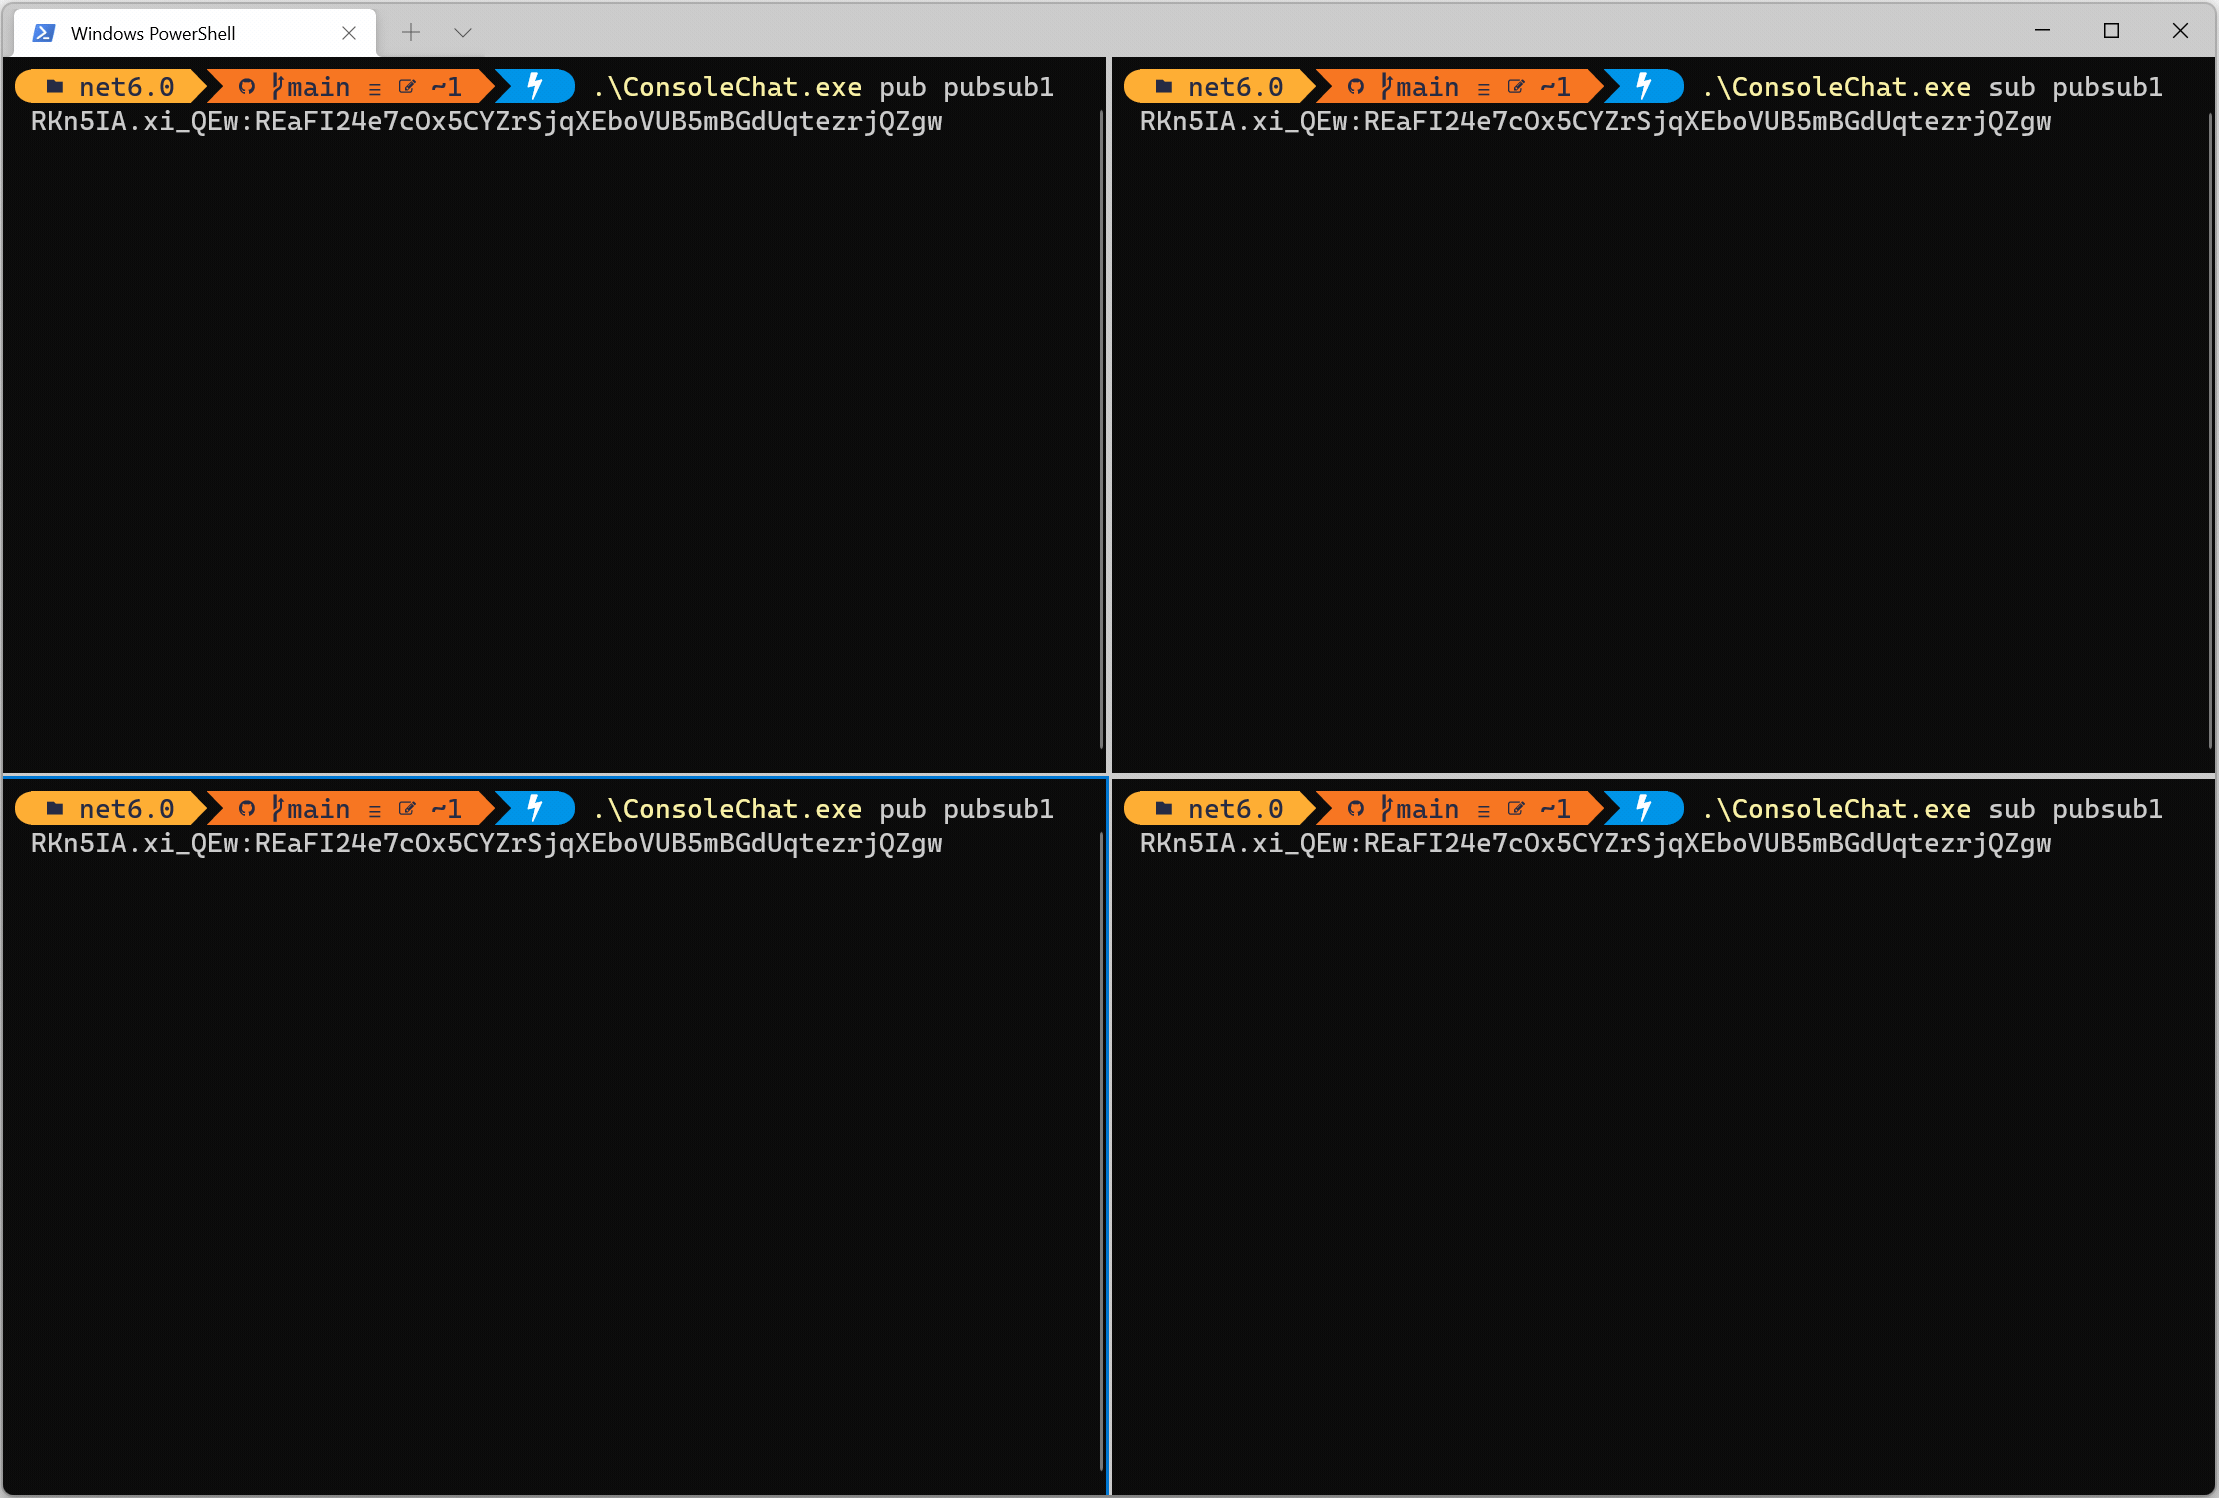 Windows PowerShell
net6.0 main ≡ ~1 .\ConsoleChat.exe pub pubsub1
RKn5IA.xi_QEw:REaFI24e7cOx5CYZrSjqXEboVUB5mBGdUqtezrjQZgw
net6.0 main ≡ ~1 .\ConsoleChat.exe sub pubsub1
RKn5IA.xi_QEw:REaFI24e7cOx5CYZrSjqXEboVUB5mBGdUqtezrjQZgw
net6.0 main ≡ ~1 .\ConsoleChat.exe pub pubsub1
RKn5IA.xi_QEw:REaFI24e7cOx5CYZrSjqXEboVUB5mBGdUqtezrjQZgw
net6.0 main ≡ ~1 .\ConsoleChat.exe sub pubsub1
RKn5IA.xi_QEw:REaFI24e7cOx5CYZrSjqXEboVUB5mBGdUqtezrjQZgw